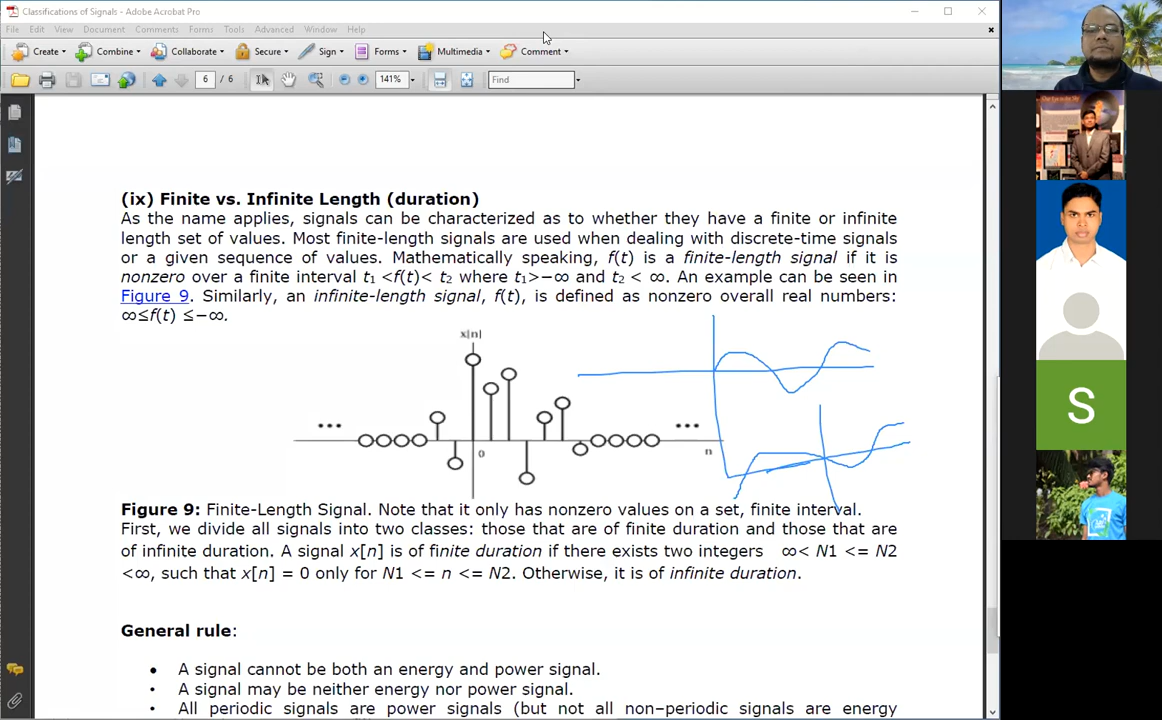 Classifications of Signals - Adobe Acrobat Pro
File Edit View Document Comments Forms Tools Advanced Window Help
Create Combine Collaborate Secure Sign Forms Multimedia Comment
6 / 6 141% Find
(ix) Finite vs. Infinite Length (duration)
As the name applies, signals can be characterized as to whether they have a finite or infinite
length set of values. Most finite-length signals are used when dealing with discrete-time signals
or a given sequence of values. Mathematically speaking, f(t) is a finite-length signal if it is
nonzero over a finite interval t₁ <f(t)< t₂ where t₁>−∞ and t₂ < ∞. An example can be seen in
Figure 9. Similarly, an infinite-length signal, f(t), is defined as nonzero overall real numbers:
∞≤f(t) ≤−∞.
x[n]
... ...
0 n
Figure 9: Finite-Length Signal. Note that it only has nonzero values on a set, finite interval.
First, we divide all signals into two classes: those that are of finite duration and those that are
of infinite duration. A signal x[n] is of finite duration if there exists two integers ∞< N1 <= N2
<∞, such that x[n] = 0 only for N1 <= n <= N2. Otherwise, it is of infinite duration.
General rule:
• A signal cannot be both an energy and power signal.
• A signal may be neither energy nor power signal.
• All periodic signals are power signals (but not all non–periodic signals are energy
S